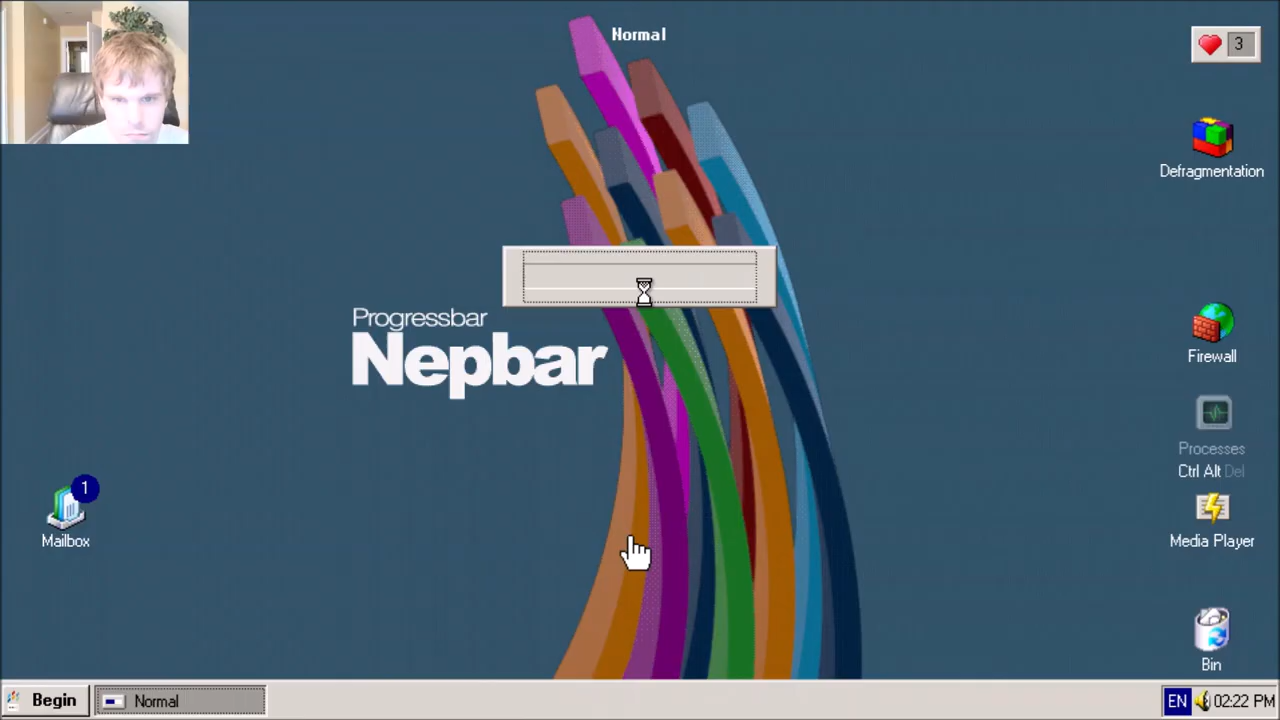 Normal
3
Defragmentation
Progressbar
Nepbar
Firewall
Processes
Ctrl Alt Del
1
Mailbox
Media Player
Bin
Begin
Normal
EN
02:22 PM